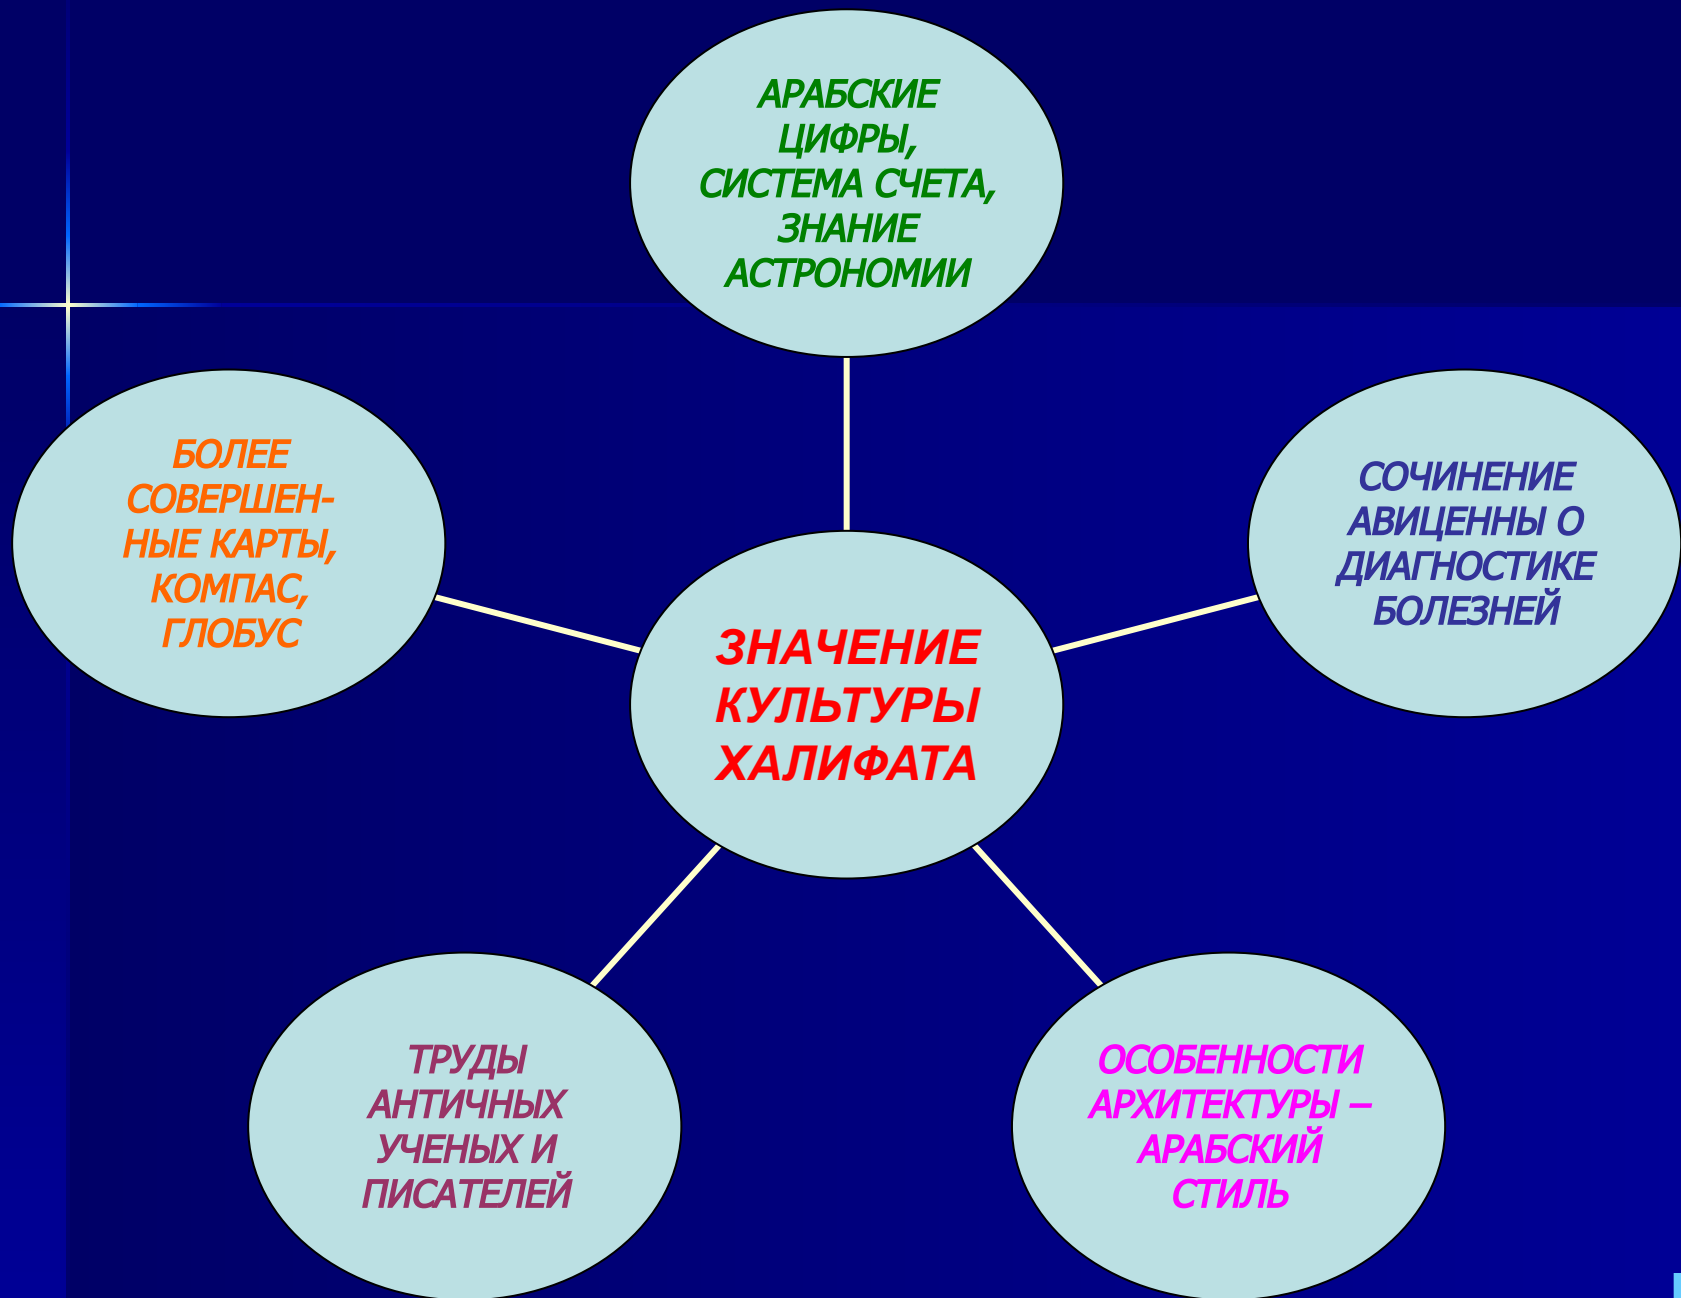 АРАБСКИЕ
ЦИФРЫ,
СИСТЕМА СЧЕТА,
ЗНАНИЕ
АСТРОНОМИИ
БОЛЕЕ
СОВЕРШЕН-
НЫЕ КАРТЫ,
КОМПАС,
ГЛОБУС
СОЧИНЕНИЕ
АВИЦЕННЫ О
ДИАГНОСТИКЕ
БОЛЕЗНЕЙ
ЗНАЧЕНИЕ
КУЛЬТУРЫ
ХАЛИФАТА
ТРУДЫ
АНТИЧНЫХ
УЧЕНЫХ И
ПИСАТЕЛЕЙ
ОСОБЕННОСТИ
АРХИТЕКТУРЫ –
АРАБСКИЙ
СТИЛЬ